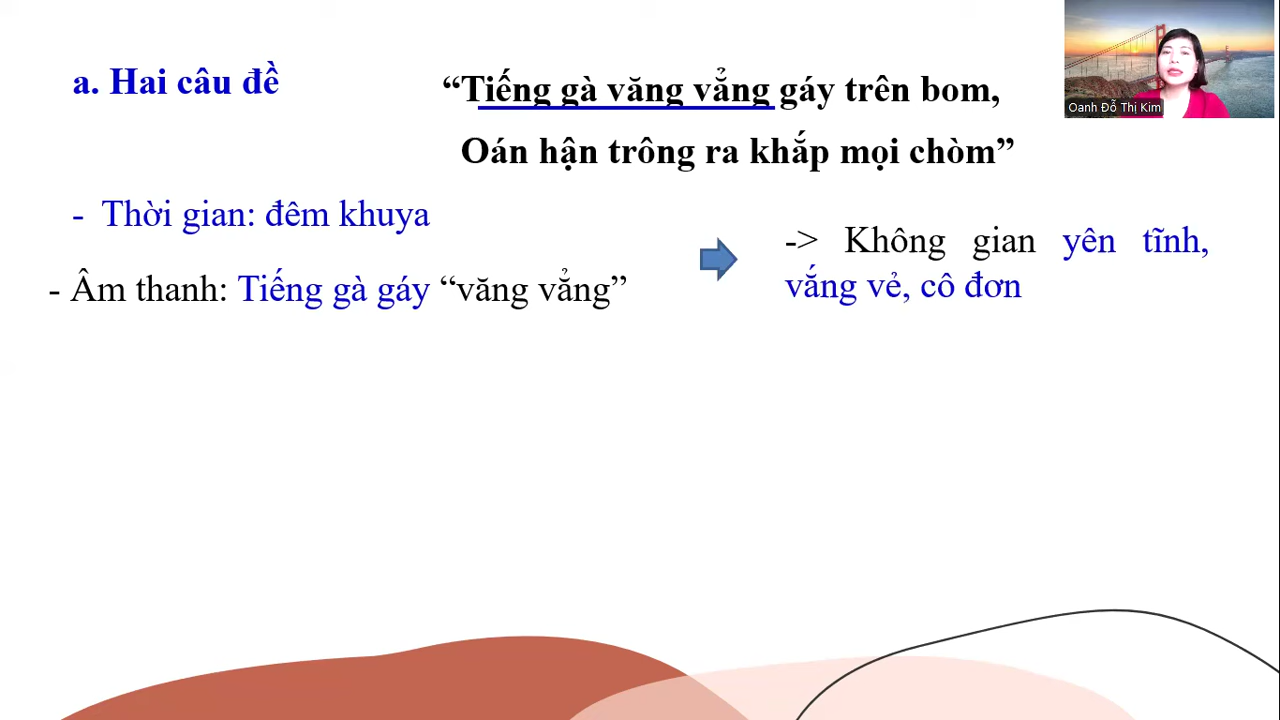 a. Hai câu đề
“Tiếng gà văng vẳng gáy trên bom,
Oán hận trông ra khắp mọi chòm”
- Thời gian: đêm khuya
- Âm thanh: Tiếng gà gáy “văng vẳng”
-> Không gian yên tĩnh,
vắng vẻ, cô đơn
Oanh Đỗ Thị Kim